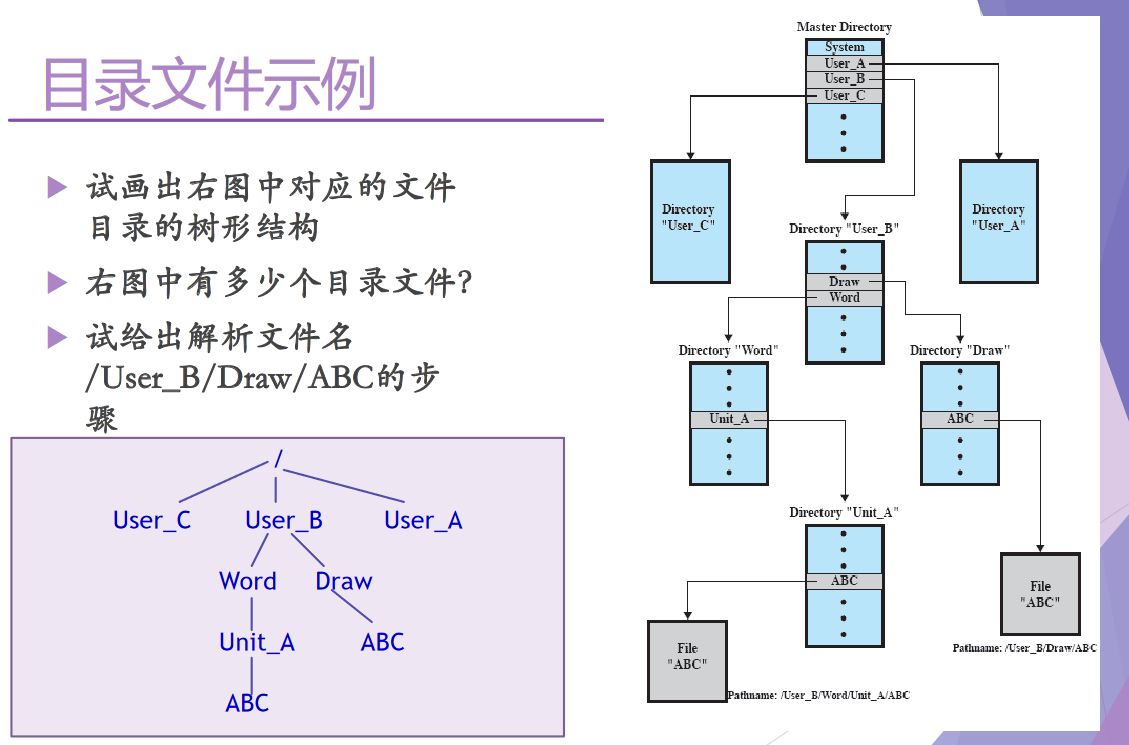 目录文件示例
试画出右图中对应的文件
目录的树形结构
右图中有多少个目录文件?
试给出解析文件名
/User_B/Draw/ABC的步
骤
/
User_C User_B User_A
Word Draw
Unit_A ABC
ABC
Master Directory
System
User_A
User_B
User_C
Directory
"User_C"
Directory
"User_A"
Directory "User_B"
Draw
Word
Directory "Word"
Unit_A
Directory "Draw"
ABC
Directory "Unit_A"
ABC
File
"ABC"
Pathname: /User_B/Draw/ABC
File
"ABC"
Pathname: /User_B/Word/Unit_A/ABC